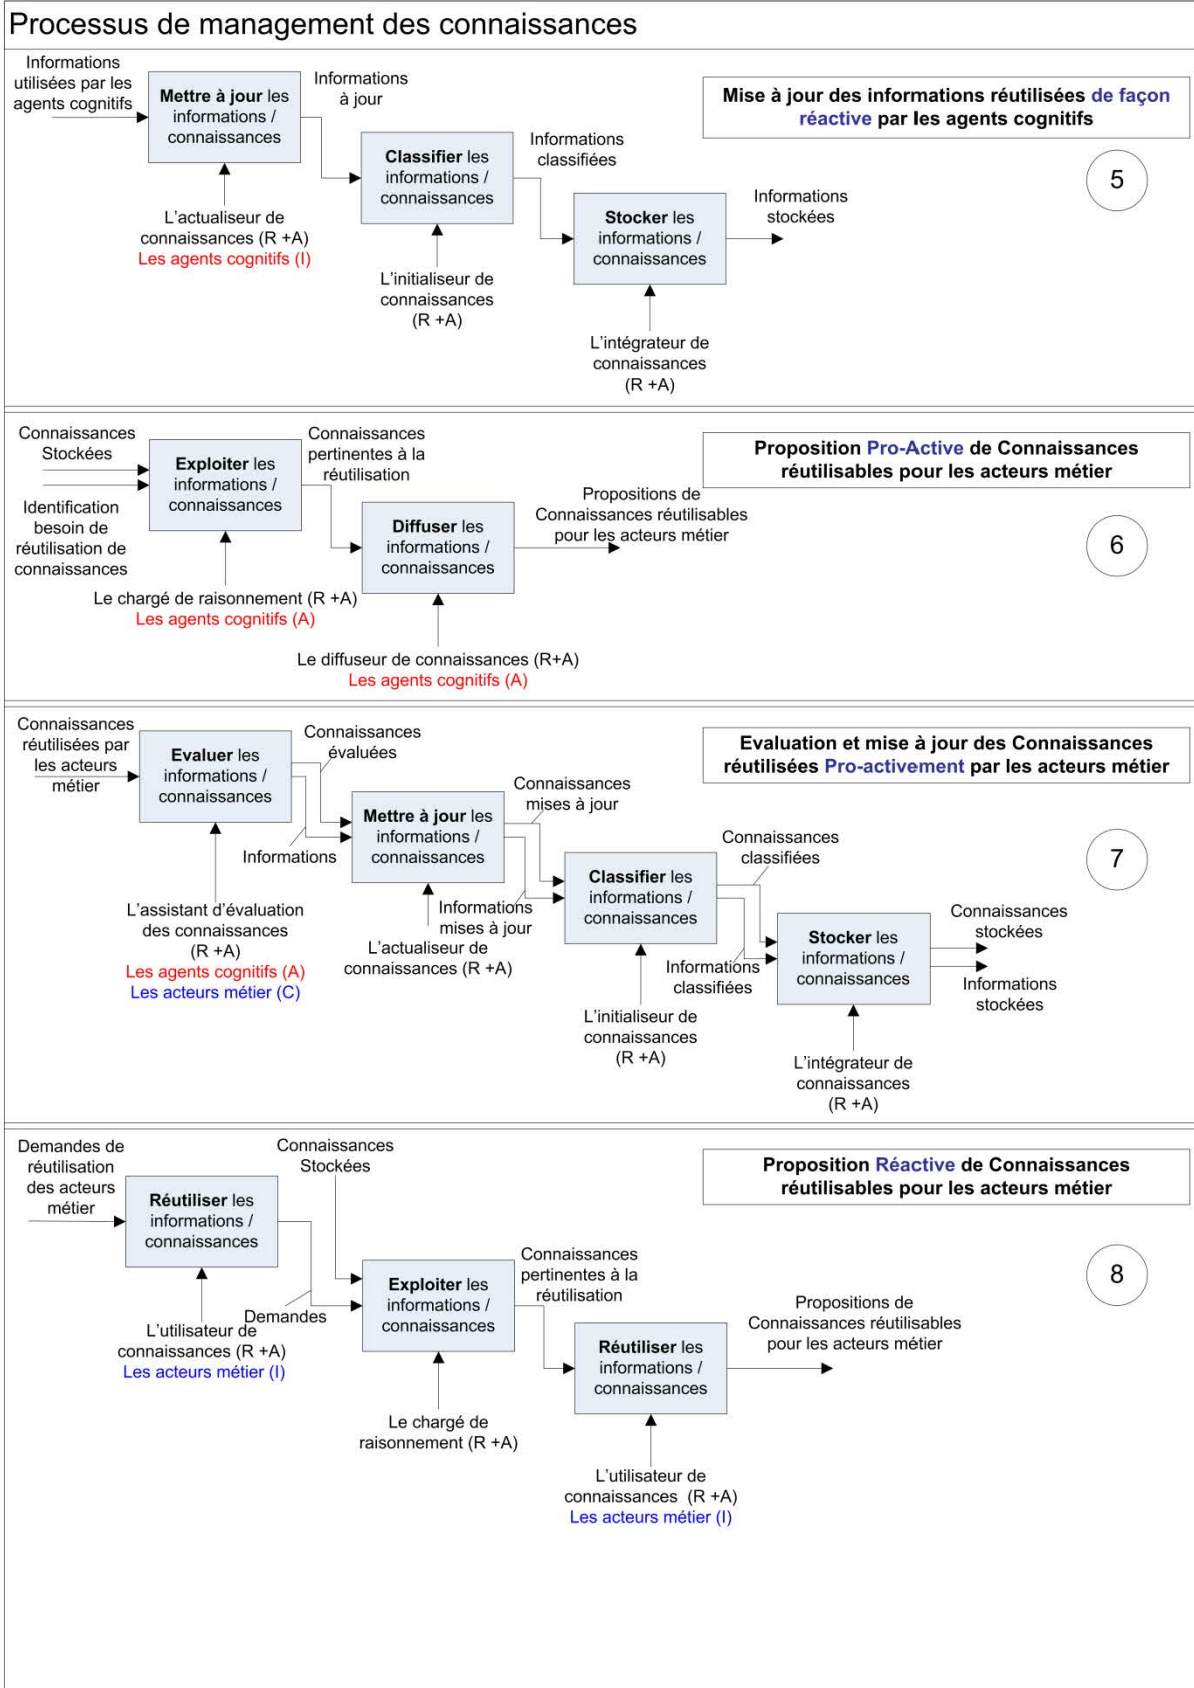 Processus de management des connaissances
Informations
utilisées par les
agents cognitifs
Mettre à jour les
informations /
connaissances
Informations
à jour
L'actualiseur de
connaissances (R +A)
Les agents cognitifs (I)
Classifier les
informations /
connaissances
Informations
classifiées
L'initialiseur de
connaissances
(R +A)
Stocker les
informations /
connaissances
Informations
stockées
L'intégrateur de
connaissances
(R +A)
Mise à jour des informations réutilisées de façon
réactive par les agents cognitifs
5
Connaissances
Stockées
Identification
besoin de
réutilisation de
connaissances
Exploiter les
informations /
connaissances
Connaissances
pertinentes à la
réutilisation
Le chargé de raisonnement (R +A)
Les agents cognitifs (A)
Diffuser les
informations /
connaissances
Propositions de
Connaissances réutilisables
pour les acteurs métier
Le diffuseur de connaissances (R+A)
Les agents cognitifs (A)
Proposition Pro-Active de Connaissances
réutilisables pour les acteurs métier
6
Connaissances
réutilisées par
les acteurs
métier
Evaluer les
informations /
connaissances
Connaissances
évaluées
Informations
L'assistant d'évaluation
des connaissances
(R +A)
Les agents cognitifs (A)
Les acteurs métier (C)
Mettre à jour les
informations /
connaissances
Connaissances
mises à jour
Informations
mises à jour
L'actualiseur de
connaissances (R +A)
Classifier les
informations /
connaissances
Connaissances
classifiées
Informations
classifiées
L'initialiseur de
connaissances
(R +A)
Stocker les
informations /
connaissances
Connaissances
stockées
Informations
stockées
L'intégrateur de
connaissances
(R +A)
Evaluation et mise à jour des Connaissances
réutilisées Pro-activement par les acteurs métier
7
Demandes de
réutilisation
des acteurs
métier
Réutiliser les
informations /
connaissances
Connaissances
Stockées
Demandes
L'utilisateur de
connaissances (R +A)
Les acteurs métier (I)
Exploiter les
informations /
connaissances
Connaissances
pertinentes à la
réutilisation
Le chargé de
raisonnement (R +A)
Réutiliser les
informations /
connaissances
Propositions de
Connaissances réutilisables
pour les acteurs métier
L'utilisateur de
connaissances (R +A)
Les acteurs métier (I)
Proposition Réactive de Connaissances
réutilisables pour les acteurs métier
8